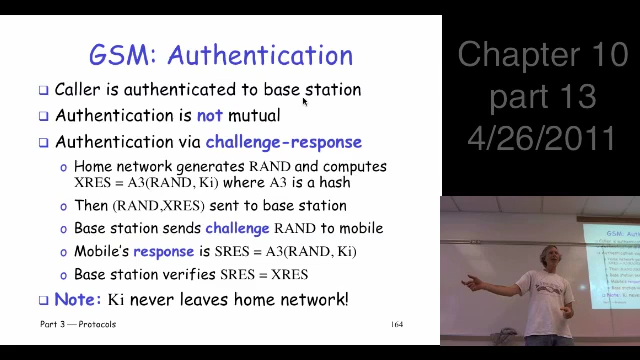 GSM: Authentication
Caller is authenticated to base station
Authentication is not mutual
Authentication via challenge-response
Home network generates RAND and computes
XRES = A3(RAND, Ki) where A3 is a hash
Then (RAND,XRES) sent to base station
Base station sends challenge RAND to mobile
Mobile's response is SRES = A3(RAND, Ki)
Base station verifies SRES = XRES
Note: Ki never leaves home network!
Part 3 — Protocols
164
Chapter 10
part 13
4/26/2011